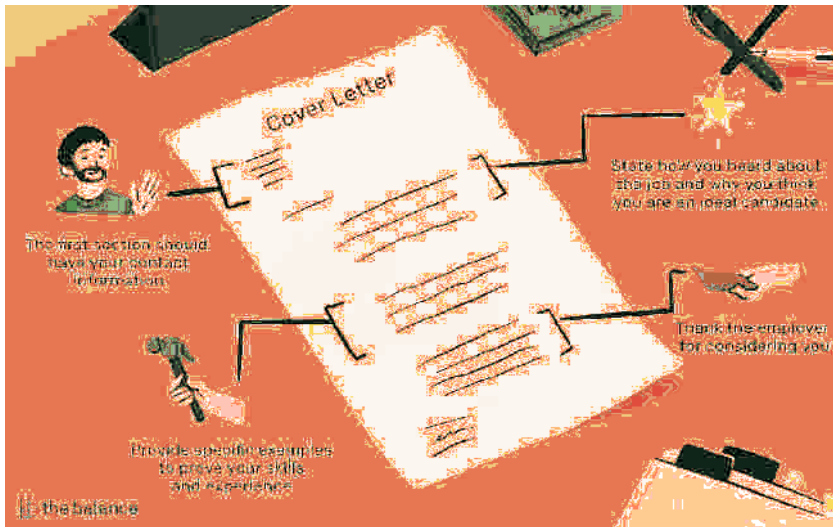 Cover Letter
State how you heard about
the job and why you think
you are an ideal candidate
The first section should
have your contact
information
Thank the employer
for considering you
Provide specific examples
to prove your skills
and experience
the balance